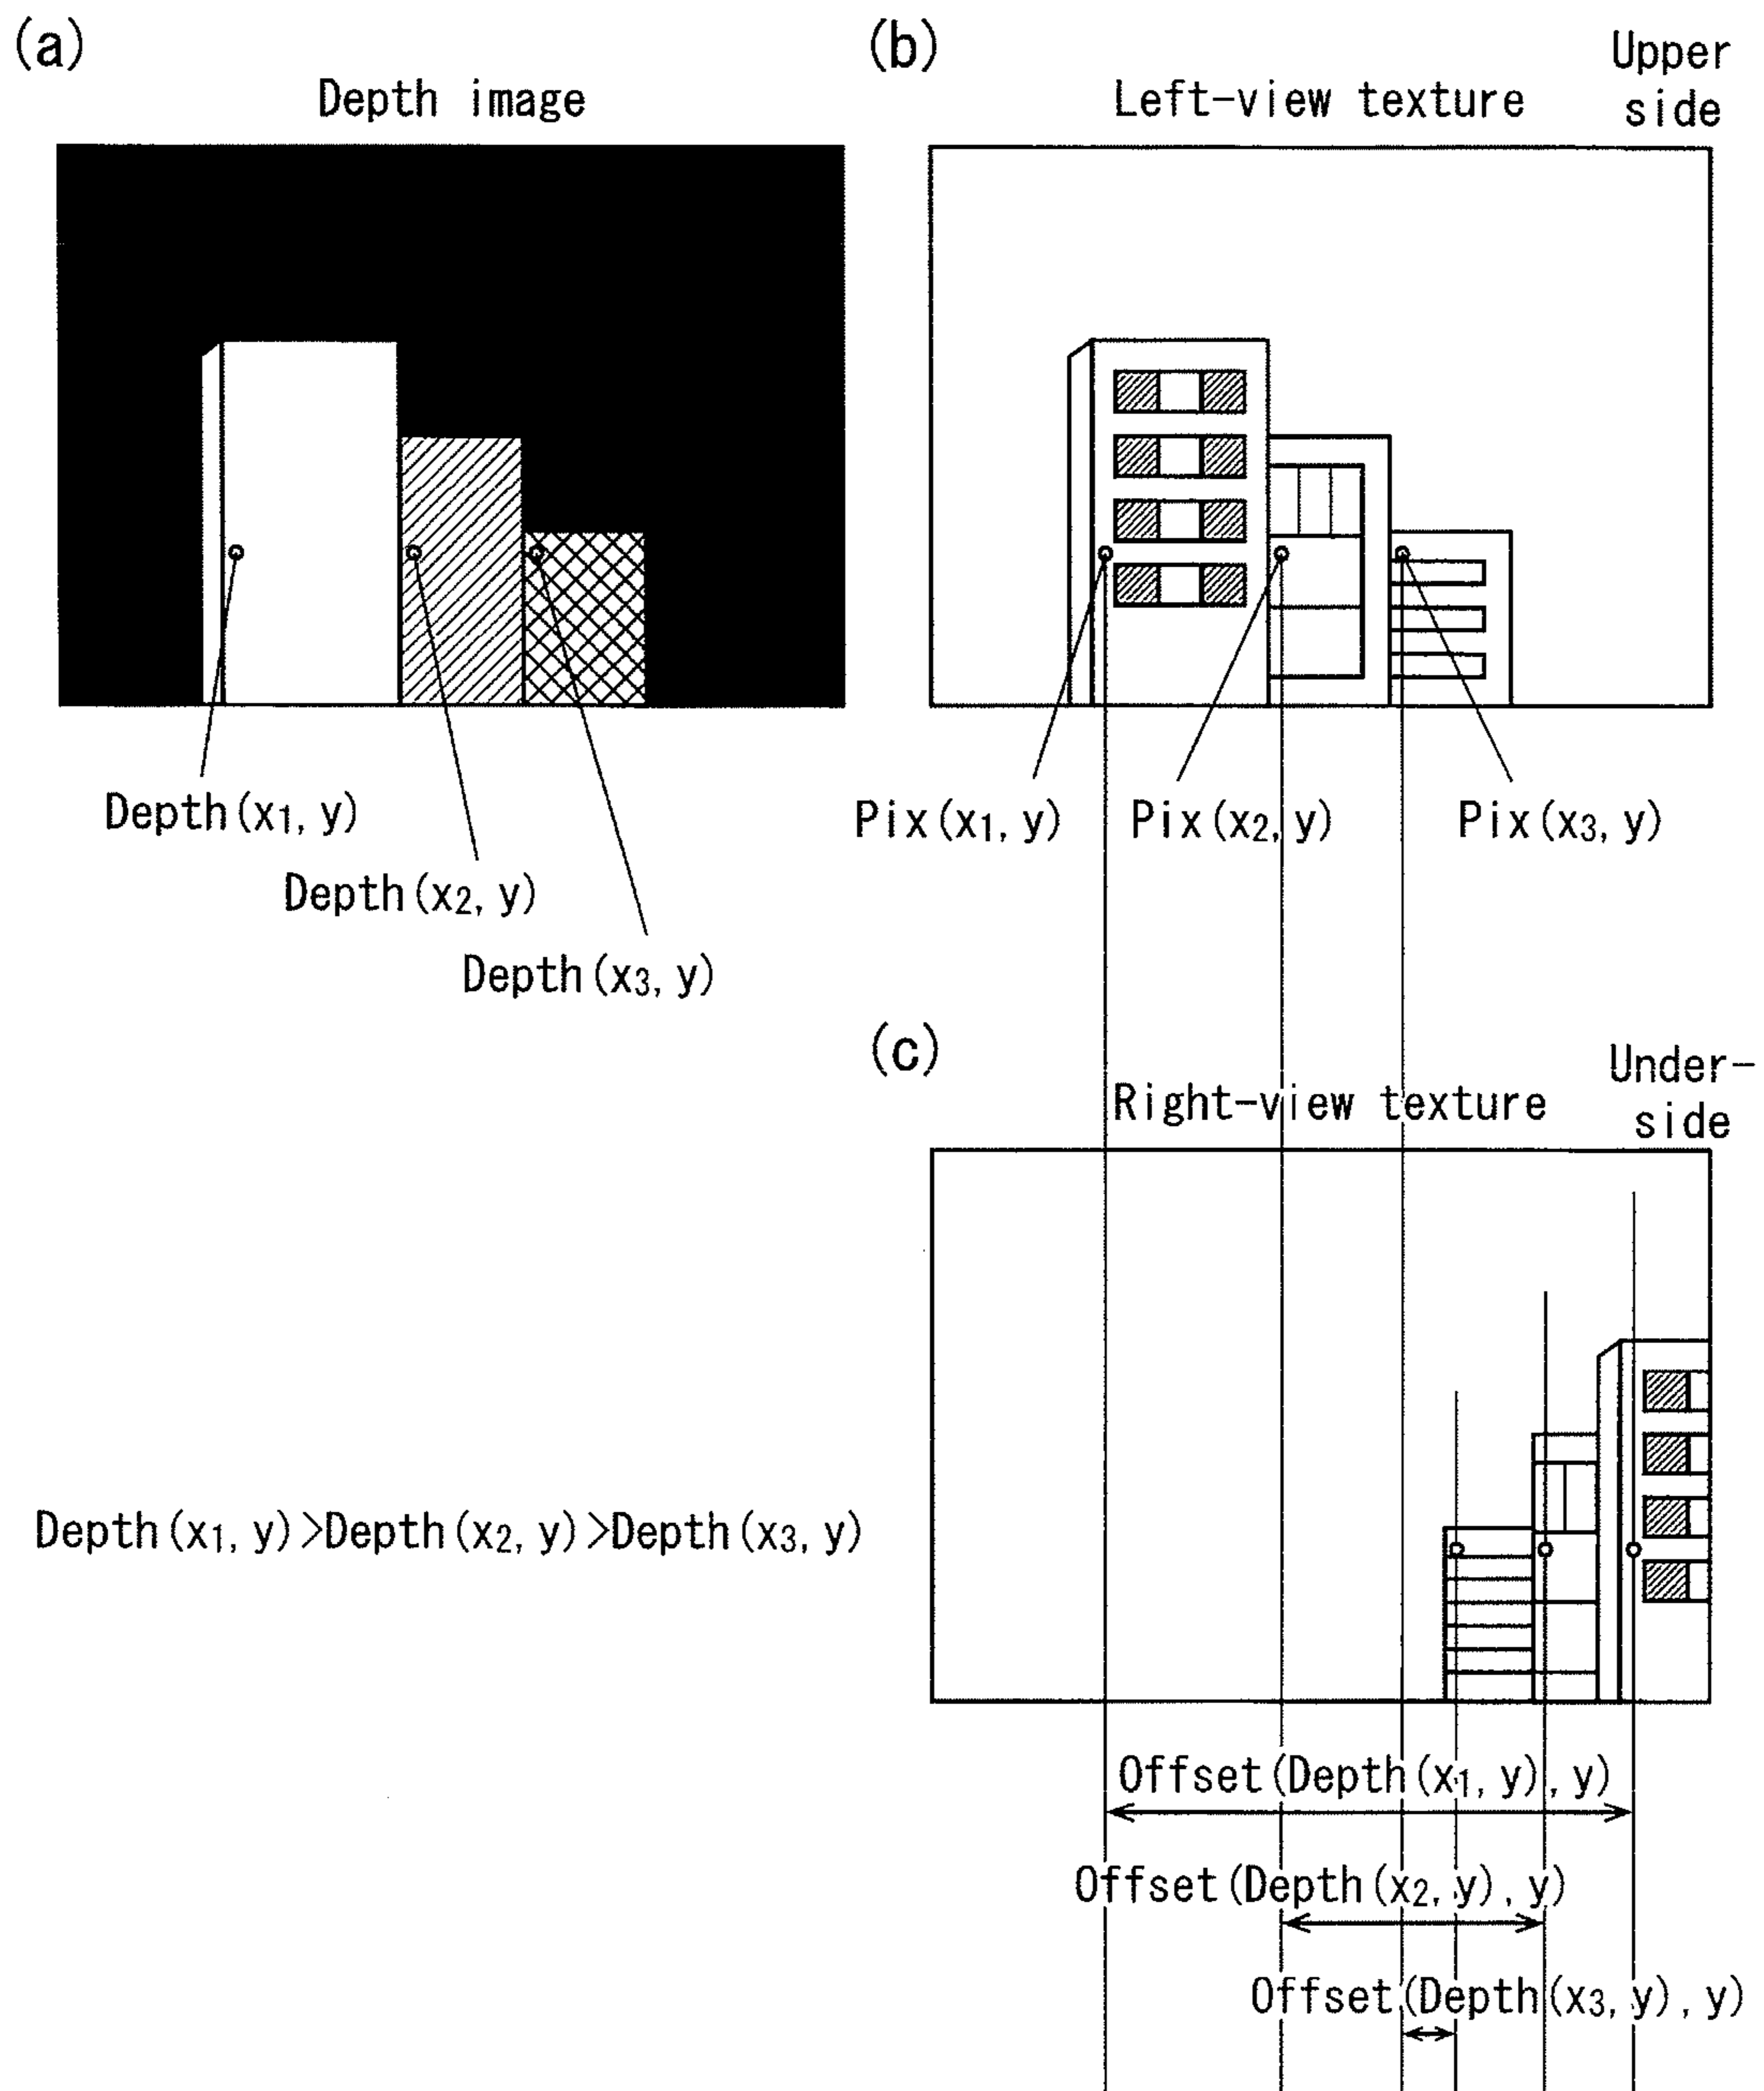 (a)
Depth image
Depth(x1, y)
Depth(x2, y)
Depth(x3, y)
(b)
Left-view texture
Upper
side
Pix(x1, y)
Pix(x2, y)
Pix(x3, y)
(c)
Right-view texture
Under-
side
Depth(x1, y)>Depth(x2, y)>Depth(x3, y)
Offset(Depth(x1, y), y)
Offset(Depth(x2, y), y)
Offset(Depth(x3, y), y)